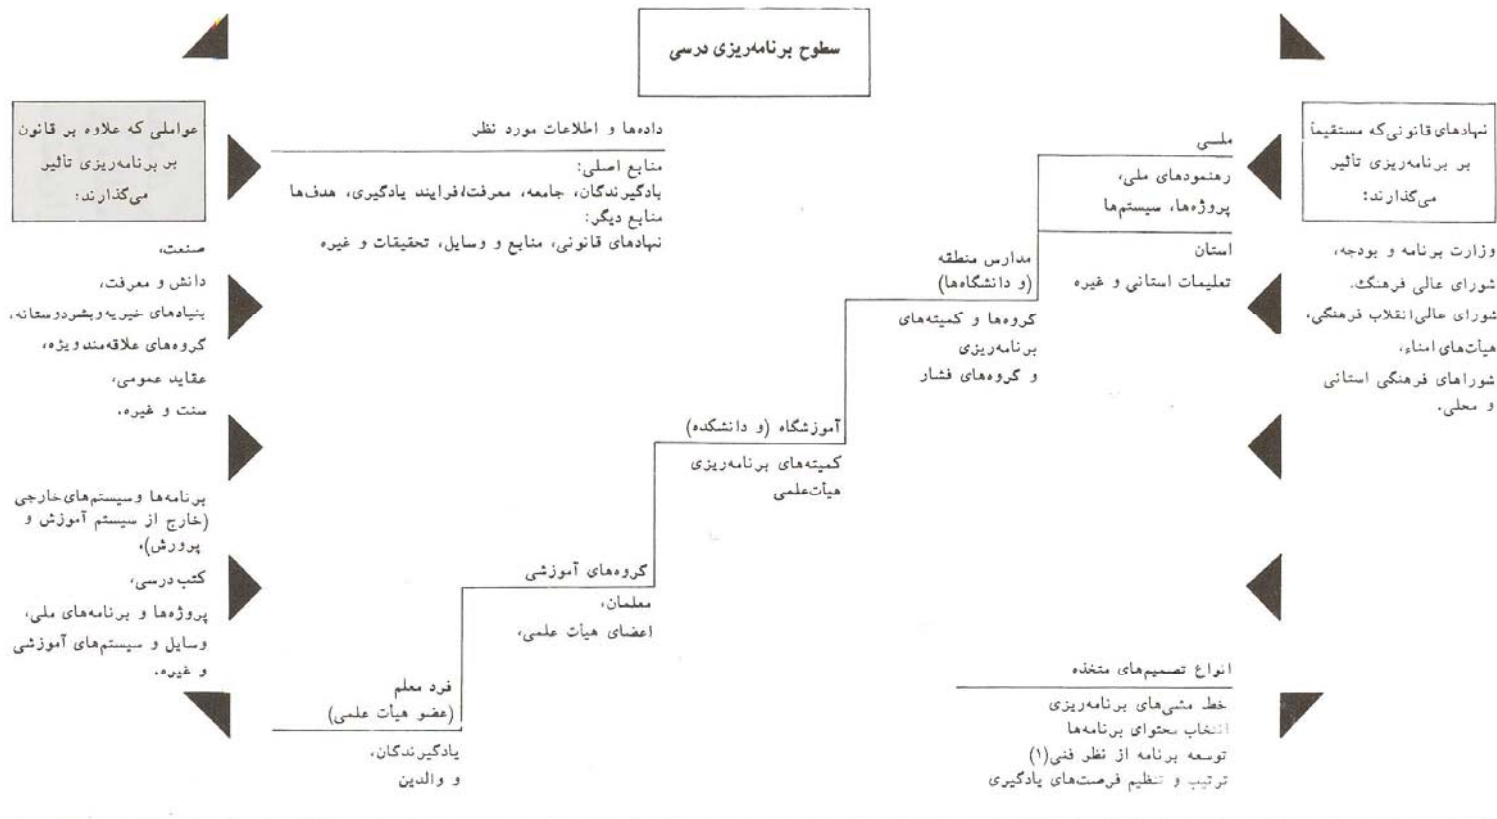 سطوح برنامه‌ریزی درسی
نهادهای قانونی‌که مستقیماً
بر برنامه‌ریزی تأثیر
می‌گذارند:
وزارت برنامه و بودجه،
شورای عالی فرهنگ.
شورای عالی انقلاب فرهنگی.
هیأت‌های امناء،
شوراهای فرهنگی استانی
و محلی.
ملی
رهنمودهای ملی،
پروژه‌ها، سیستم‌ها
استان
تعلیمات استانی و غیره
مدارس منطقه
(و دانشگاه‌ها)
گروه‌ها و کمیته‌های
برنامه‌ریزی
و گروه‌های فشار
آموزشگاه (و دانشکده)
کمیته‌های برنامه‌ریزی
هیأت‌علمی
گروه‌های آموزشی
معلمان،
اعضای هیأت علمی،
فرد معلم
(عضو هیأت علمی)
یادگیرندگان،
و والدین
داده‌ها و اطلاعات مورد نظر
منابع اصلی:
یادگیرندگان، جامعه، معرفت، فرایند یادگیری، هدف‌ها
منابع دیگر:
نهادهای قانونی، منابع و وسایل، تحقیقات و غیره
انواع تصمیم‌های متخذه
خط مشی‌های برنامه‌ریزی
انتخاب محتوای برنامه‌ها
توسعه برنامه از نظر فنی(۱)
ترتیب و تنظیم فرصت‌های یادگیری
عواملی که علاوه بر قانون
بر برنامه‌ریزی تأثیر
می‌گذارند:
صنعت،
دانش و معرفت،
بنیادهای خیریه و بشردوستانه،
گروه‌های علاقه‌مند ویژه،
عقاید عمومی،
سنت و غیره.
برنامه‌ها و سیستم‌های خارجی
(خارج از سیستم آموزش و
پرورش)،
کتب درسی،
پروژه‌ها و برنامه‌های ملی،
وسایل و سیستم‌های آموزشی
و غیره.